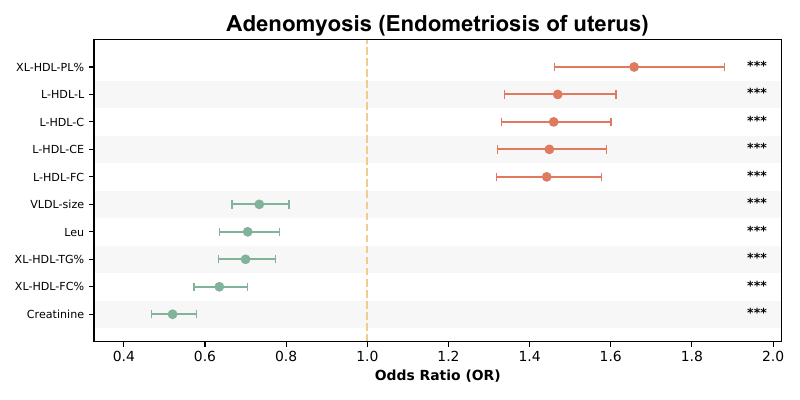 Adenomyosis (Endometriosis of uterus)
XL-HDL-PL% ***
L-HDL-L ***
L-HDL-C ***
L-HDL-CE ***
L-HDL-FC ***
VLDL-size ***
Leu ***
XL-HDL-TG% ***
XL-HDL-FC% ***
Creatinine ***
0.4 0.6 0.8 1.0 1.2 1.4 1.6 1.8 2.0
Odds Ratio (OR)